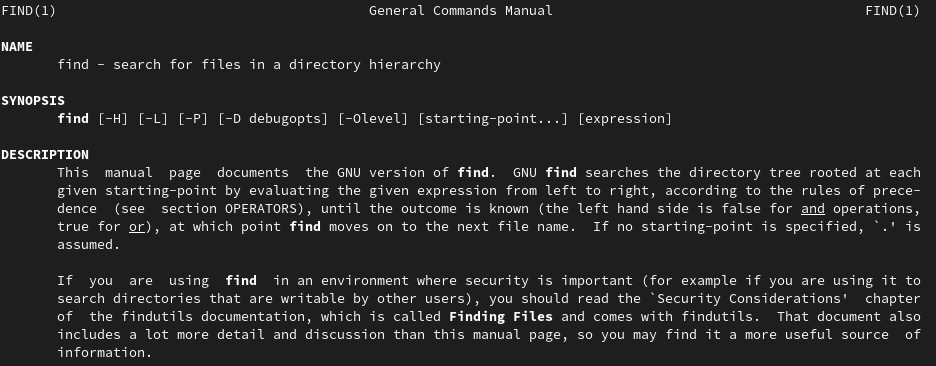 FIND(1) General Commands Manual FIND(1)
NAME
find - search for files in a directory hierarchy
SYNOPSIS
find [-H] [-L] [-P] [-D debugopts] [-Olevel] [starting-point...] [expression]
DESCRIPTION
This manual page documents the GNU version of find. GNU find searches the directory tree rooted at each
given starting-point by evaluating the given expression from left to right, according to the rules of prece-
dence (see section OPERATORS), until the outcome is known (the left hand side is false for and operations,
true for or), at which point find moves on to the next file name. If no starting-point is specified, `.' is
assumed.
If you are using find in an environment where security is important (for example if you are using it to
search directories that are writable by other users), you should read the `Security Considerations' chapter
of the findutils documentation, which is called Finding Files and comes with findutils. That document also
includes a lot more detail and discussion than this manual page, so you may find it a more useful source of
information.